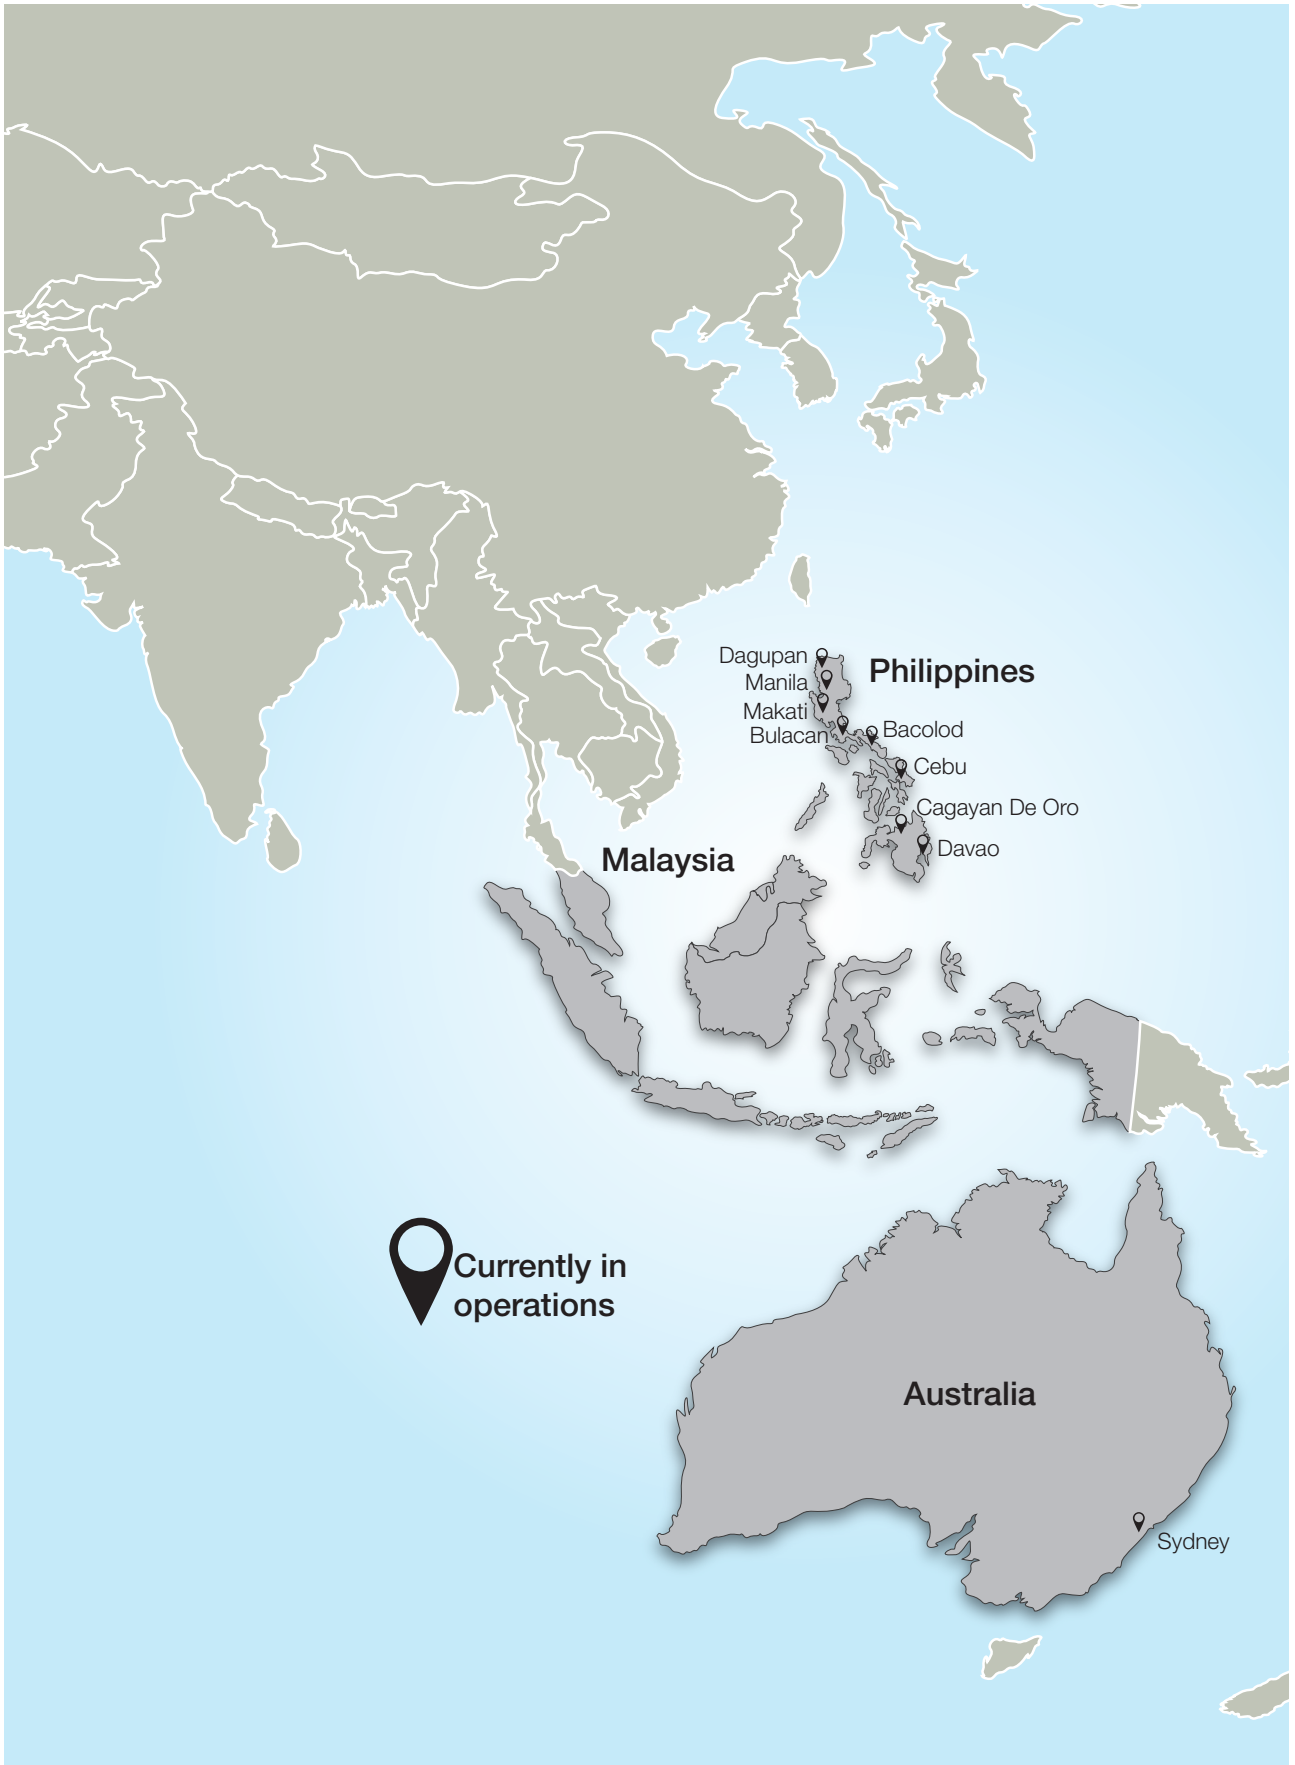 Dagupan
Philippines
Manila
Makati
Bulacan
Bacolod
Cebu
Cagayan De Oro
Davao
Malaysia
Currently in
operations
Australia
Sydney